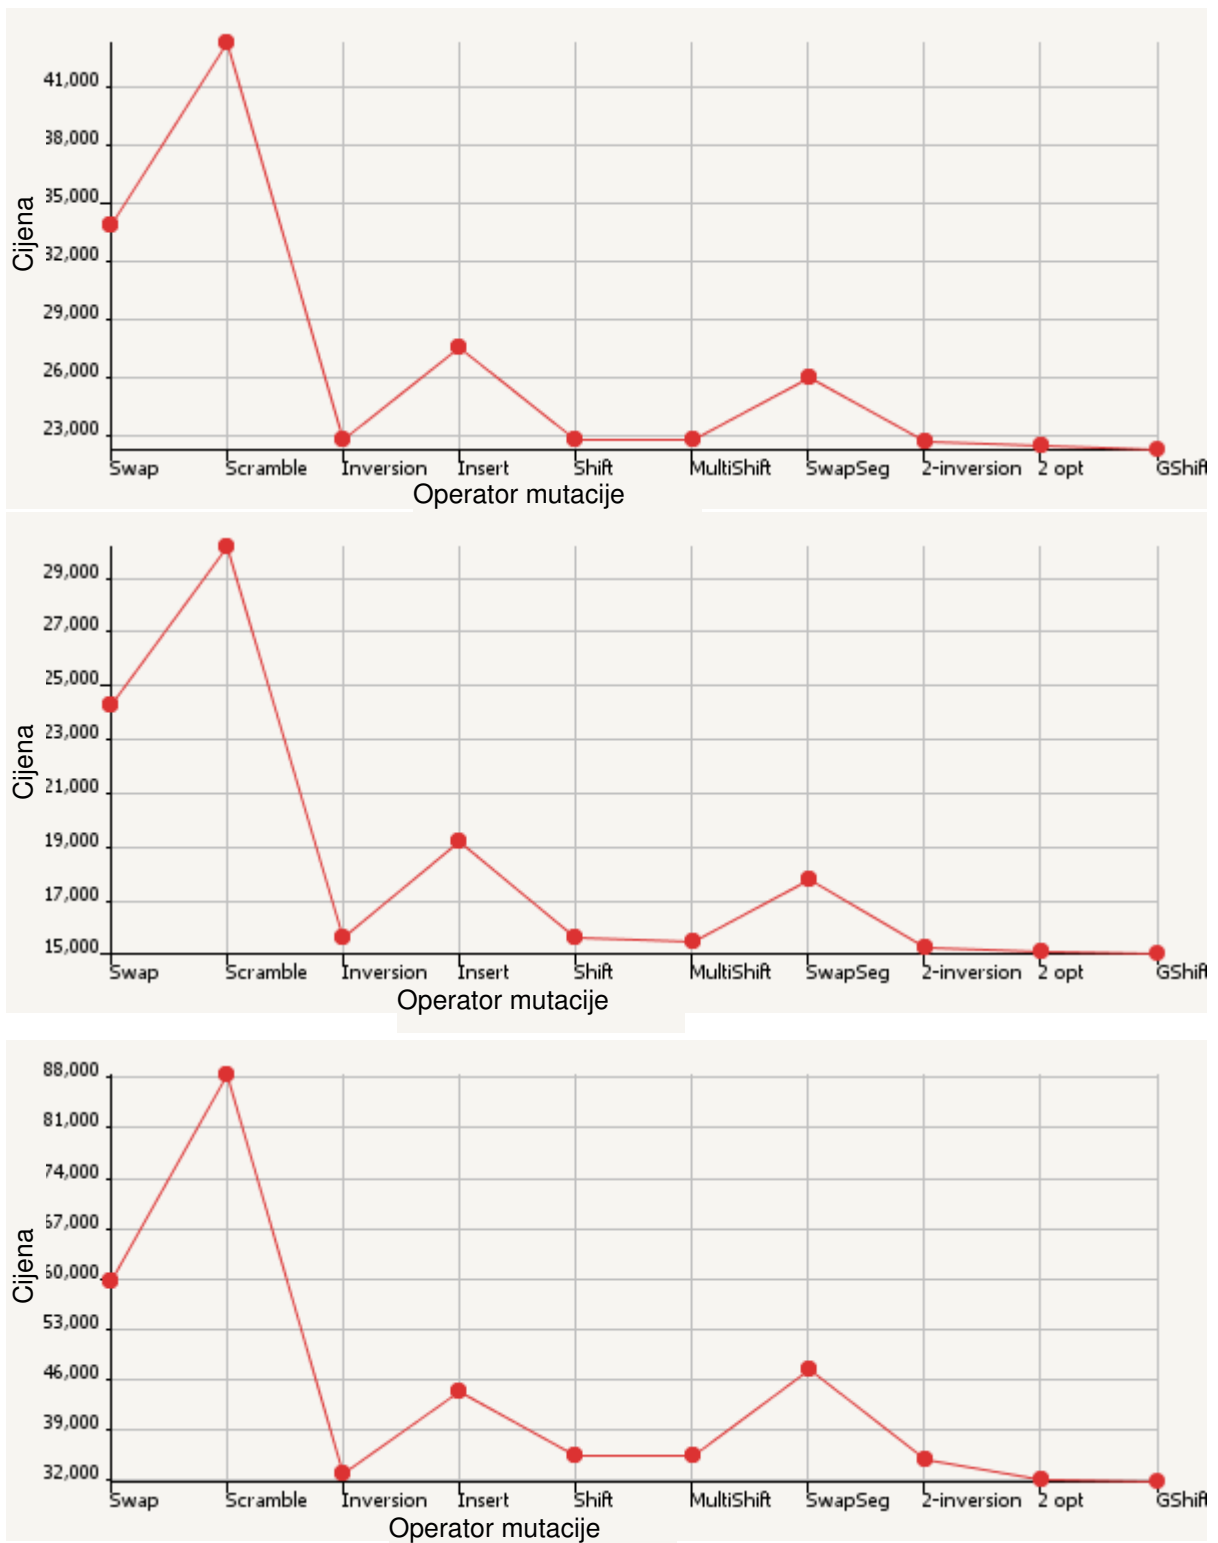 41,000
38,000
35,000
32,000
29,000
26,000
23,000
Cijena
Swap Scramble Inversion Insert Shift MultiShift SwapSeg 2-inversion 2 opt GShift
Operator mutacije
29,000
27,000
25,000
23,000
21,000
19,000
17,000
15,000
Cijena
Swap Scramble Inversion Insert Shift MultiShift SwapSeg 2-inversion 2 opt GShift
Operator mutacije
88,000
81,000
74,000
67,000
60,000
53,000
46,000
39,000
32,000
Cijena
Swap Scramble Inversion Insert Shift MultiShift SwapSeg 2-inversion 2 opt GShift
Operator mutacije